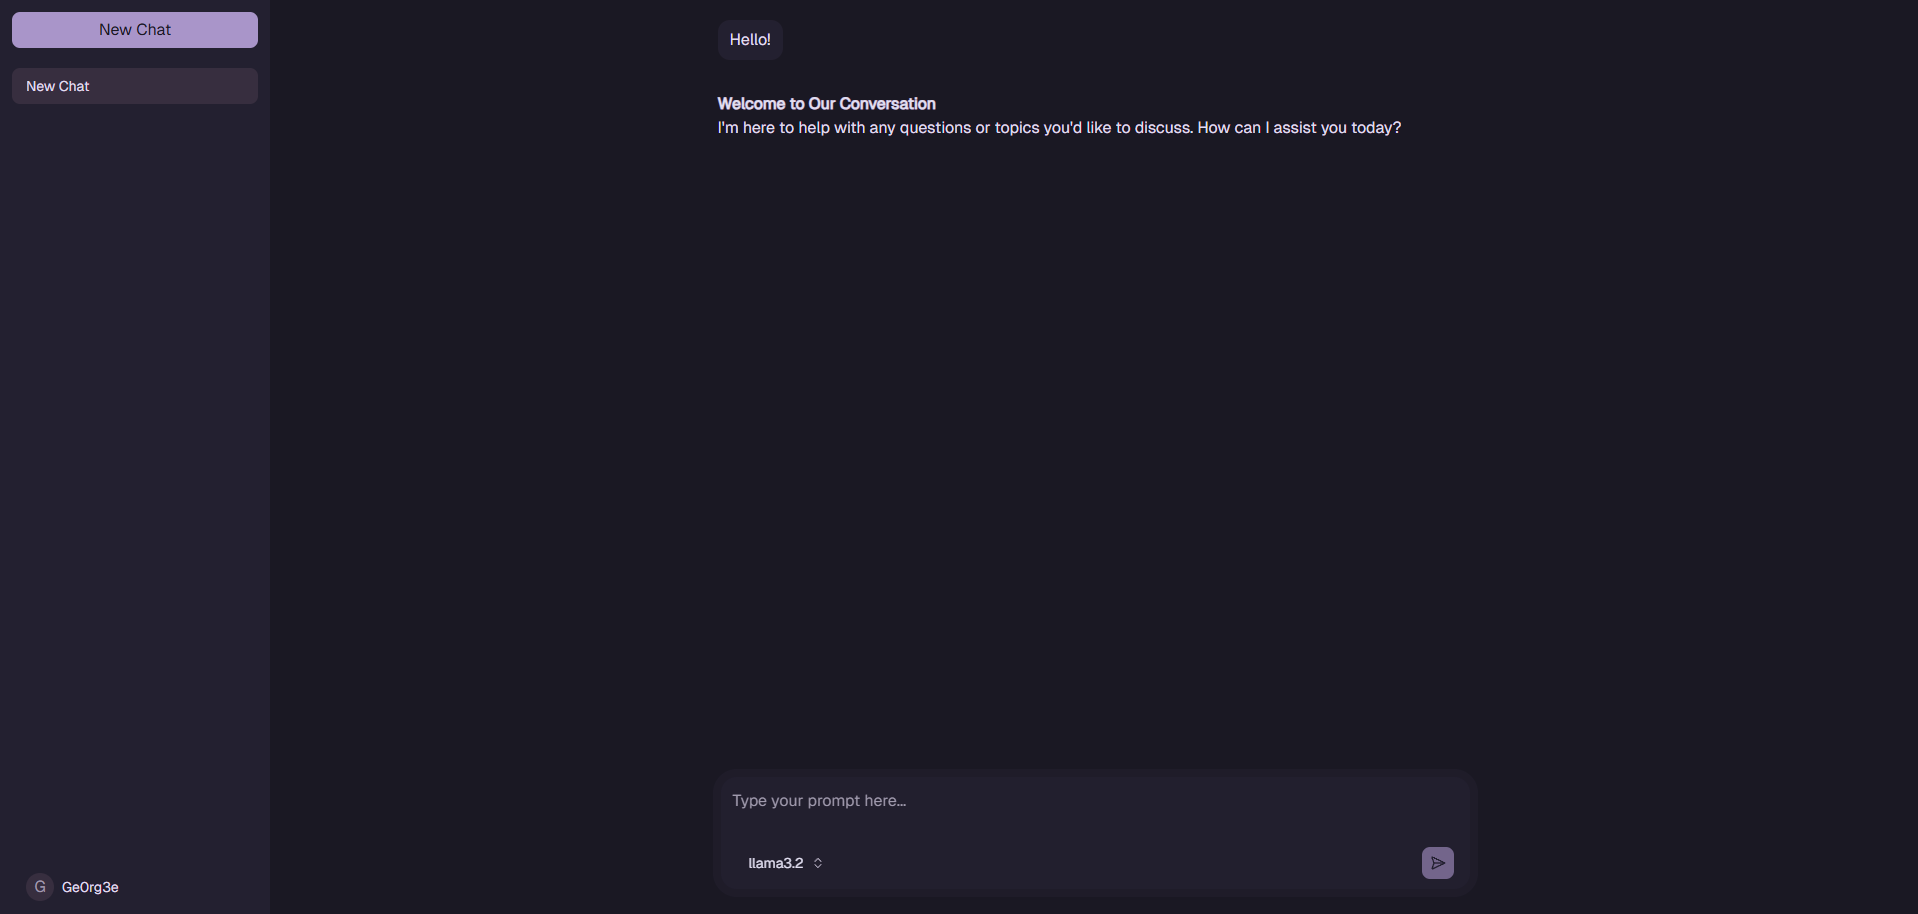 New Chat
New Chat
Hello!
Welcome to Our Conversation
I'm here to help with any questions or topics you'd like to discuss. How can I assist you today?
Type your prompt here...
llama3.2
G
Ge0rg3e